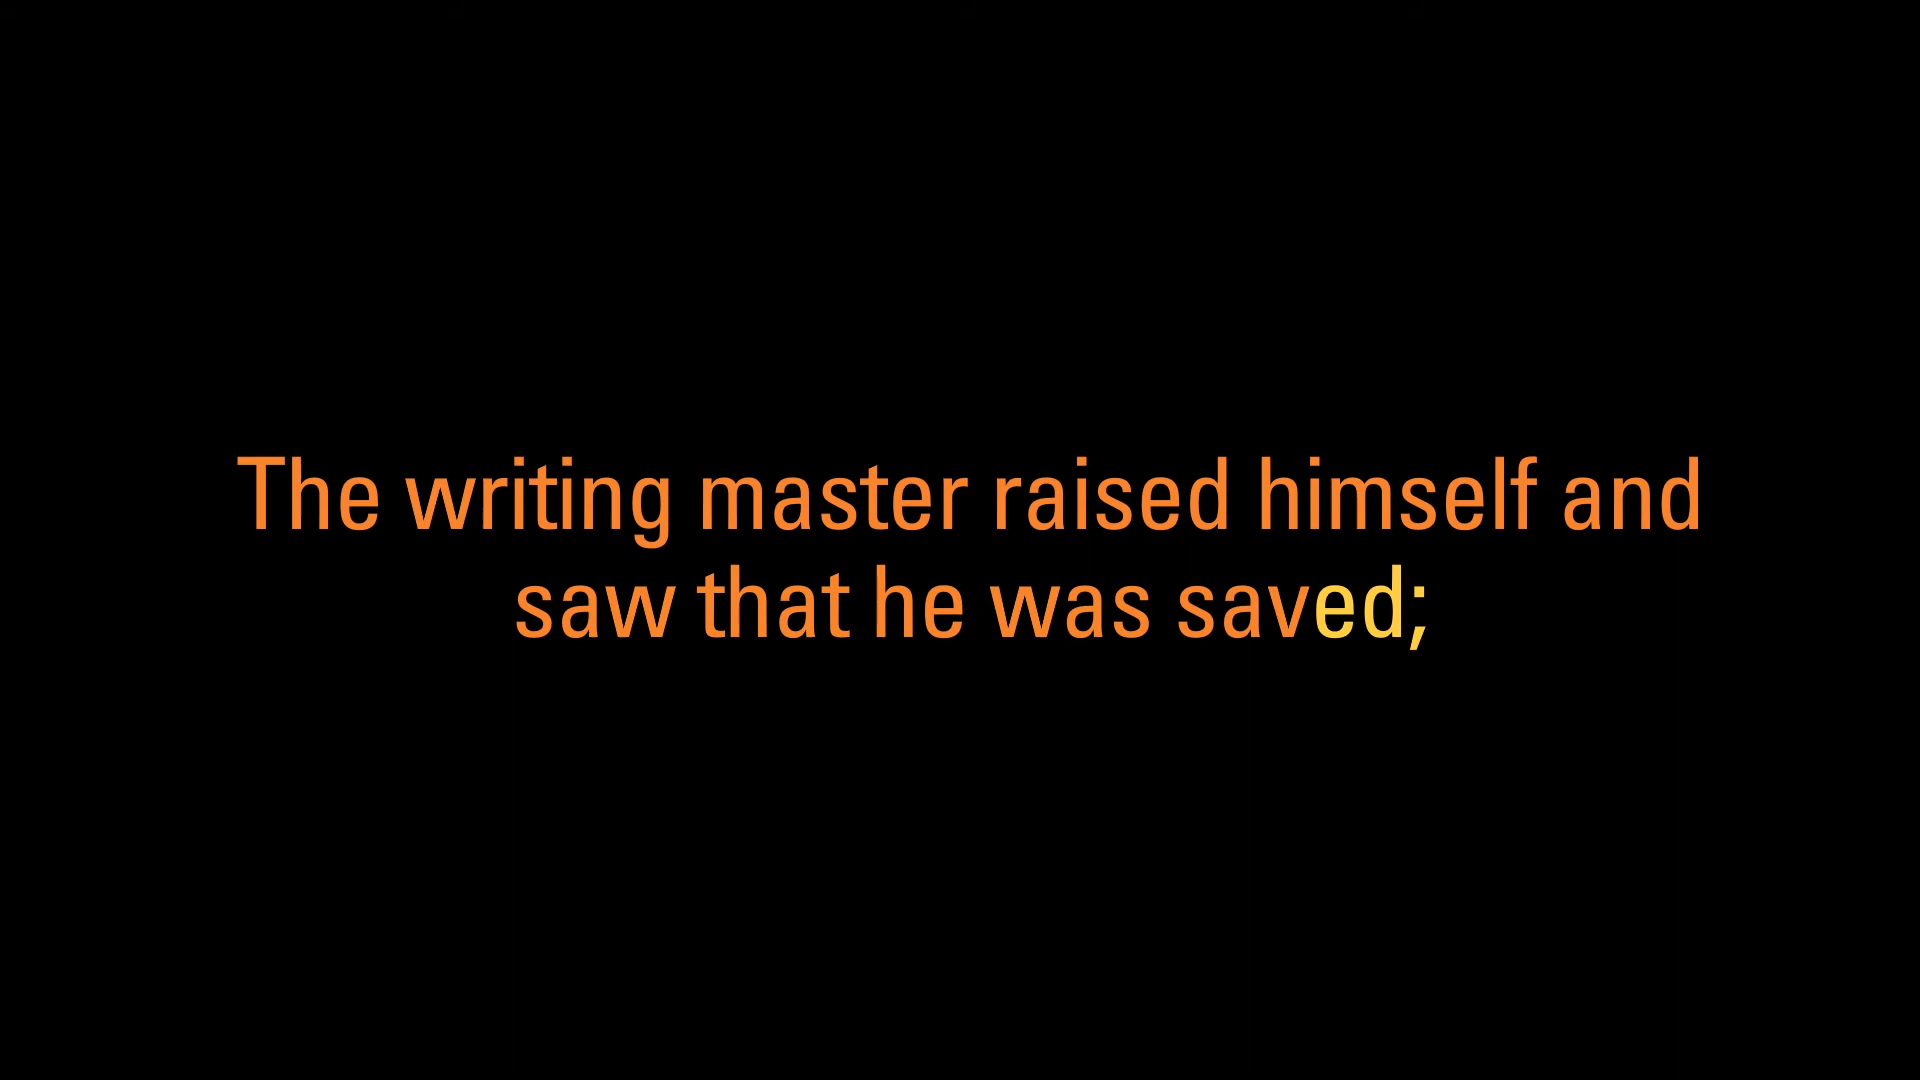 The writing master raised himself and
saw that he was saved;